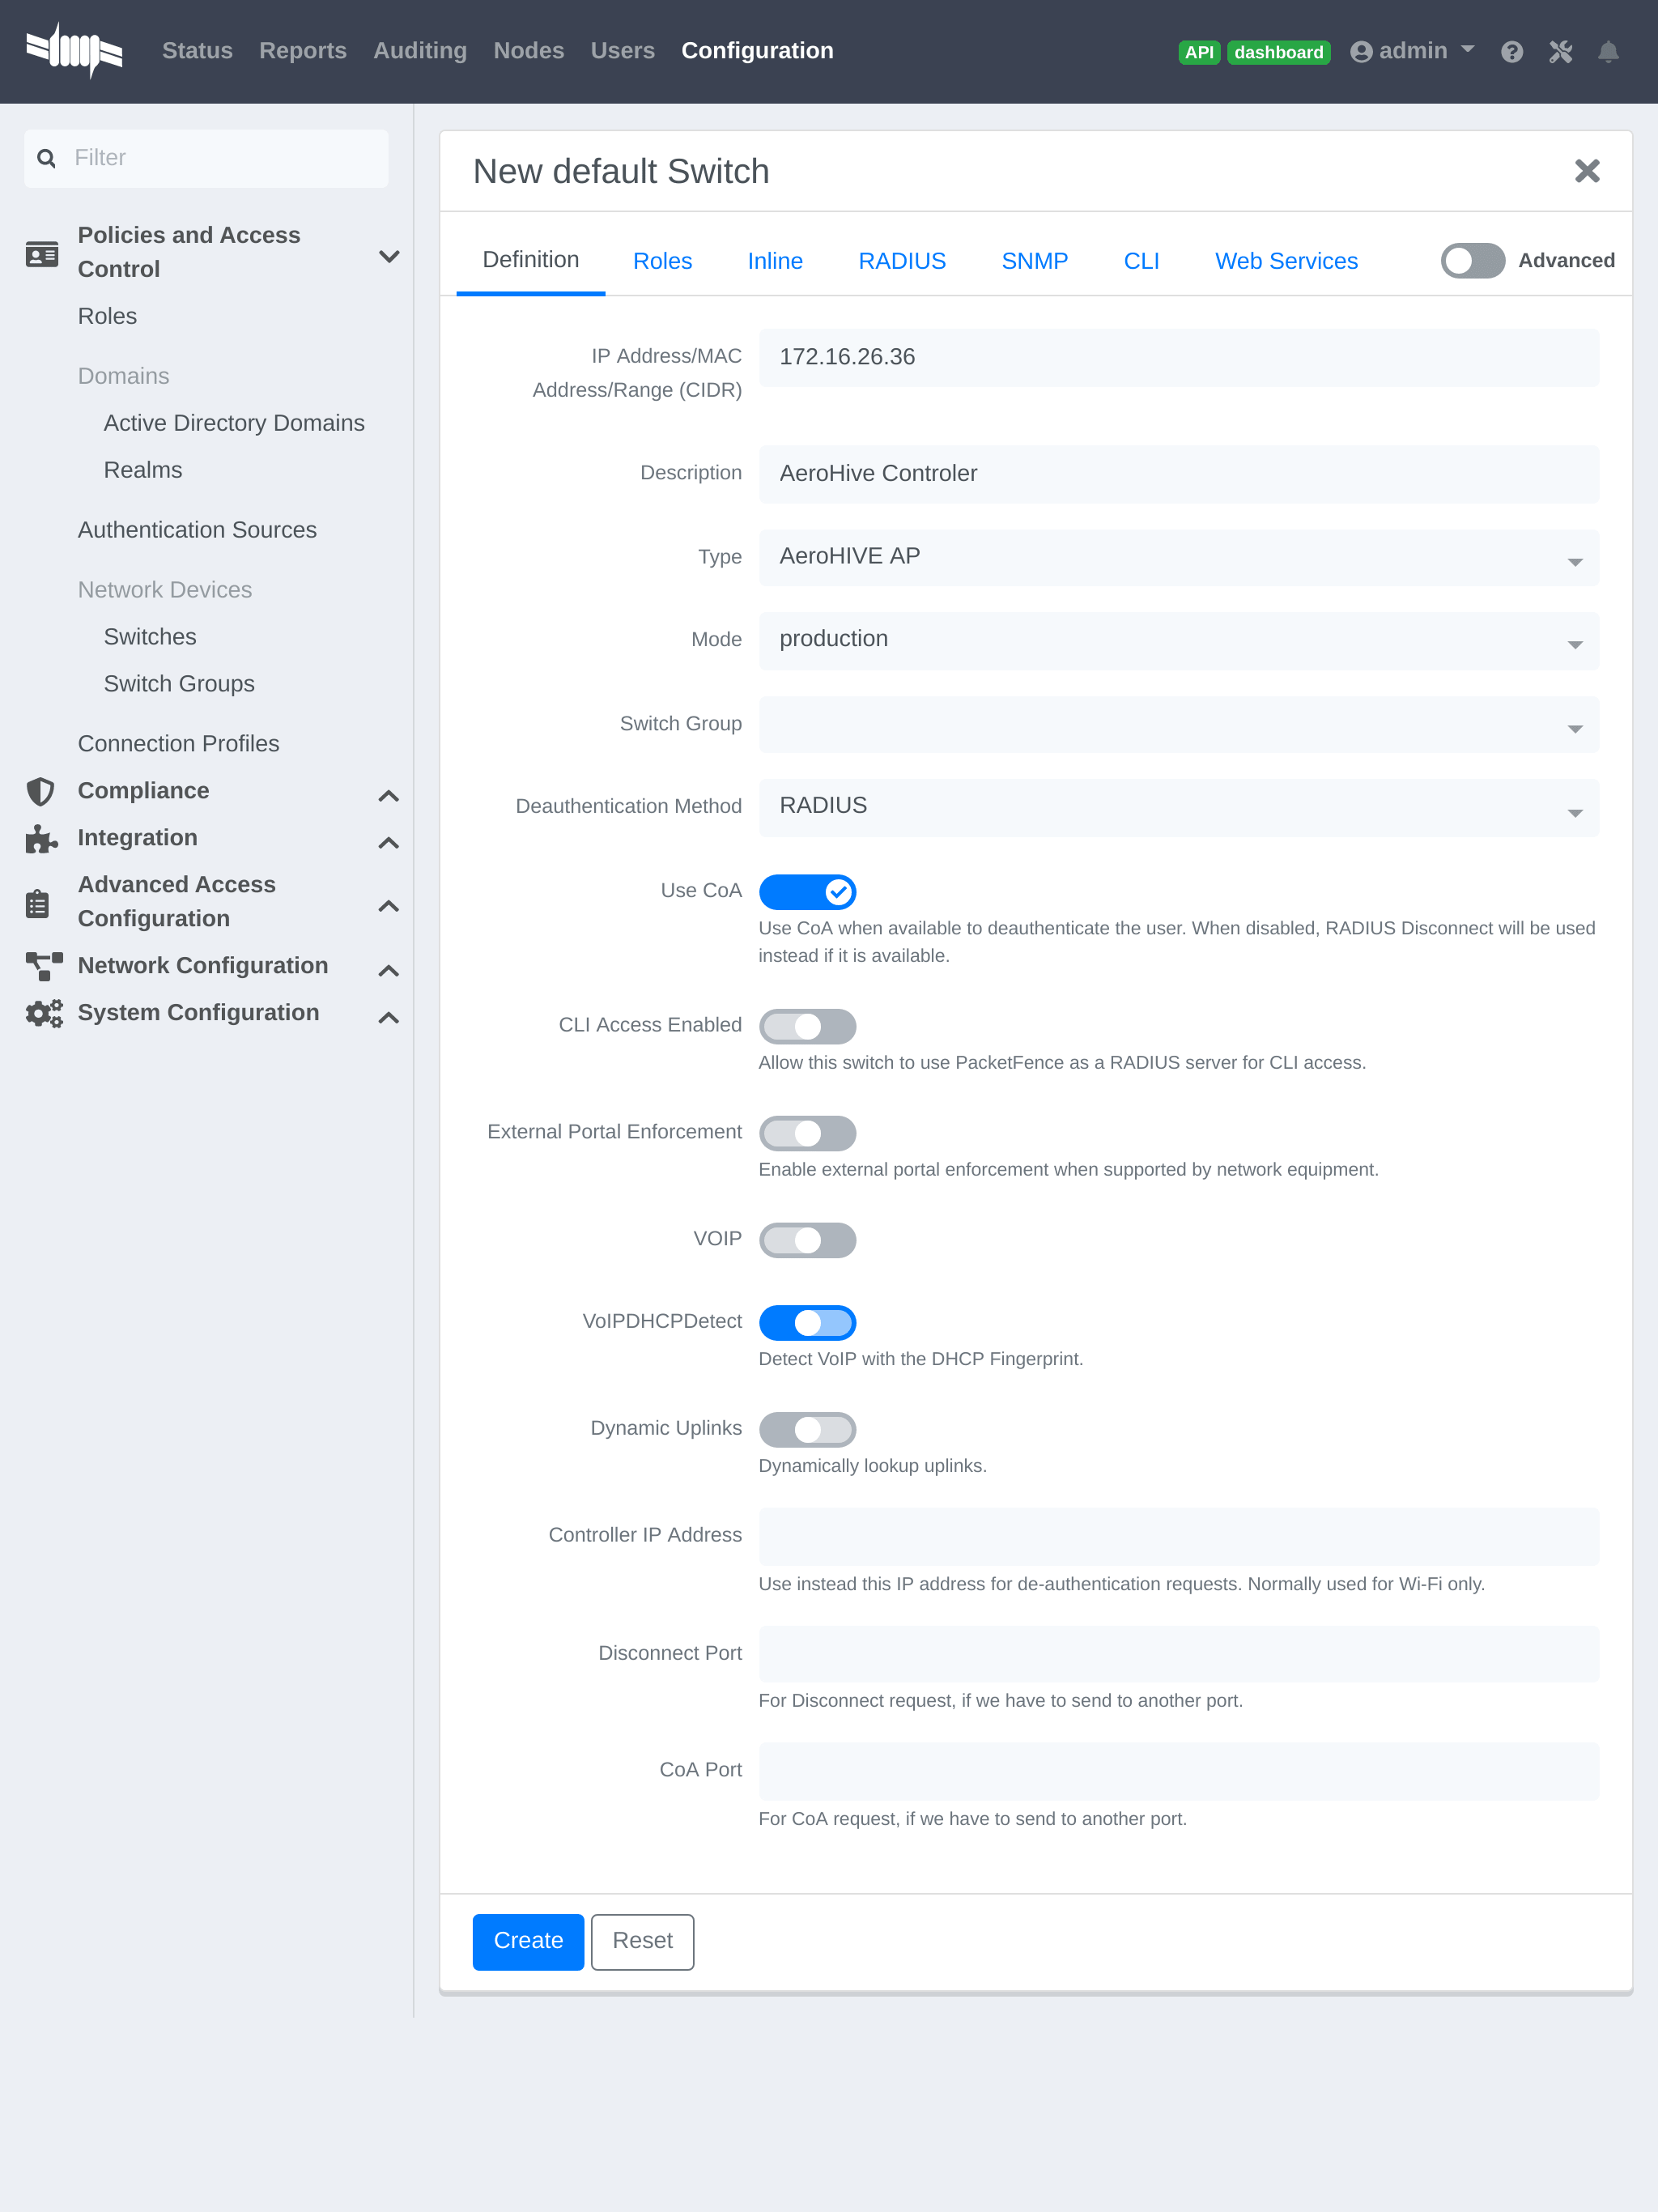 Status Reports Auditing Nodes Users Configuration
API dashboard admin
Filter
Policies and Access
Control
Roles
Domains
Active Directory Domains
Realms
Authentication Sources
Network Devices
Switches
Switch Groups
Connection Profiles
Compliance
Integration
Advanced Access
Configuration
Network Configuration
System Configuration
New default Switch
Definition Roles Inline RADIUS SNMP CLI Web Services Advanced
IP Address/MAC
Address/Range (CIDR)
172.16.26.36
Description
AeroHive Controler
Type
AeroHIVE AP
Mode
production
Switch Group
Deauthentication Method
RADIUS
Use CoA
Use CoA when available to deauthenticate the user. When disabled, RADIUS Disconnect will be used
instead if it is available.
CLI Access Enabled
Allow this switch to use PacketFence as a RADIUS server for CLI access.
External Portal Enforcement
Enable external portal enforcement when supported by network equipment.
VOIP
VoIPDHCPDetect
Detect VoIP with the DHCP Fingerprint.
Dynamic Uplinks
Dynamically lookup uplinks.
Controller IP Address
Use instead this IP address for de-authentication requests. Normally used for Wi-Fi only.
Disconnect Port
For Disconnect request, if we have to send to another port.
CoA Port
For CoA request, if we have to send to another port.
Create Reset